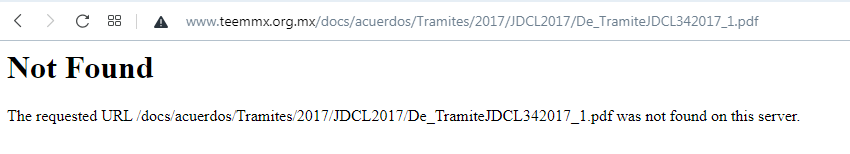 www.teemmx.org.mx/docs/acuerdos/Tramites/2017/JDCL2017/De_TramiteJDCL342017_1.pdf
Not Found
The requested URL /docs/acuerdos/Tramites/2017/JDCL2017/De_TramiteJDCL342017_1.pdf was not found on this server.